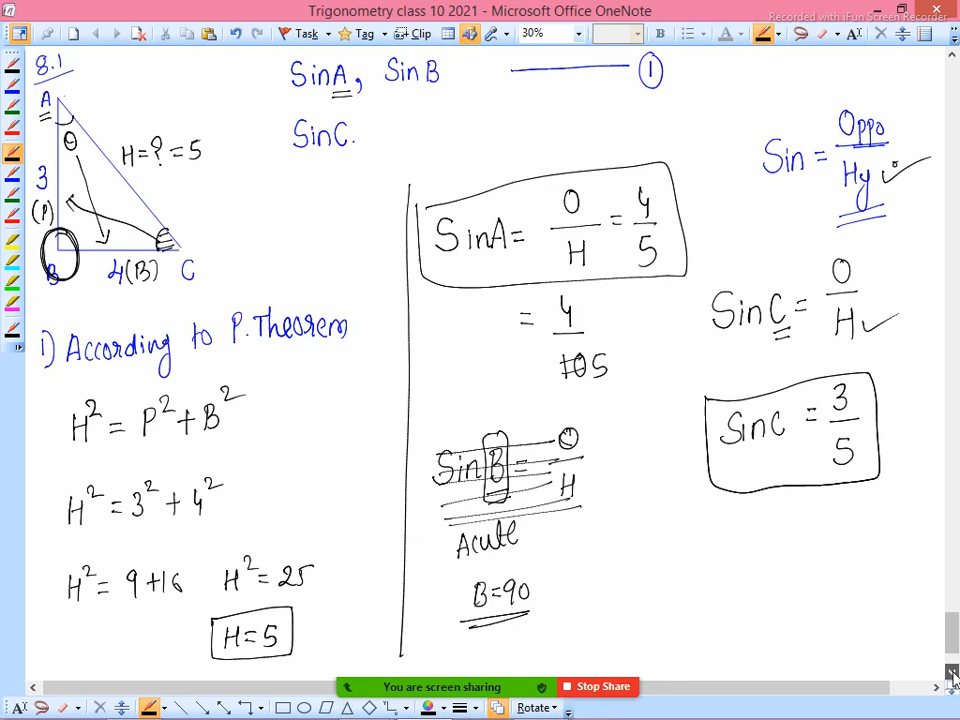 Trigonometry class 10 2021 - Microsoft Office OneNote
Recorded with iFun Screen Recorder
Task
Tag
Clip
30%
B
A
8.1
SinA, SinB
1
A
SinC.
θ
H=? = 5
3
(P)
B
4(B)
C
Sin = Oppo
Hy
SinA = O = 4
H 5
= 4
105
SinC = O
H
SinC = 3
5
1) According to P. Theorem
H² = P² + B²
H² = 3² + 4²
H² = 9 + 16 H² = 25
H = 5
Sin B = O
H
Acute
B = 90
You are screen sharing
Stop Share
Rotate